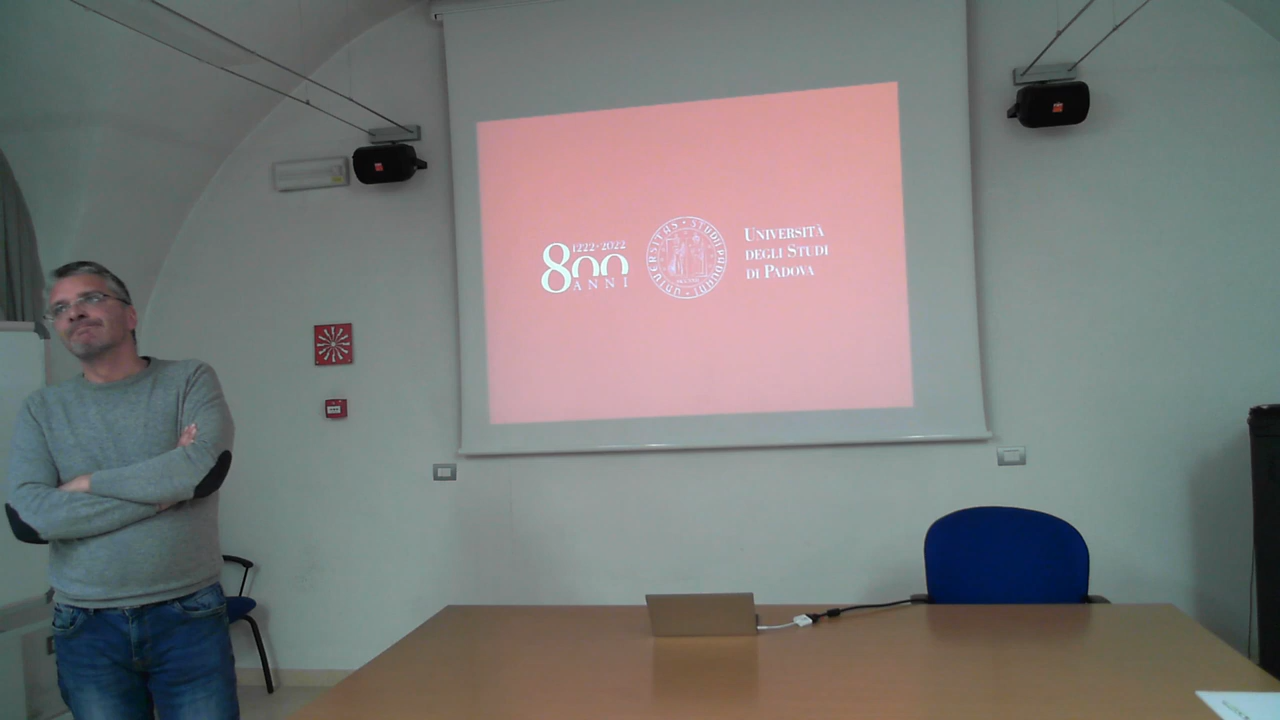 1222·2022
800
ANNI
UNIVERSITÀ
DEGLI STUDI
DI PADOVA